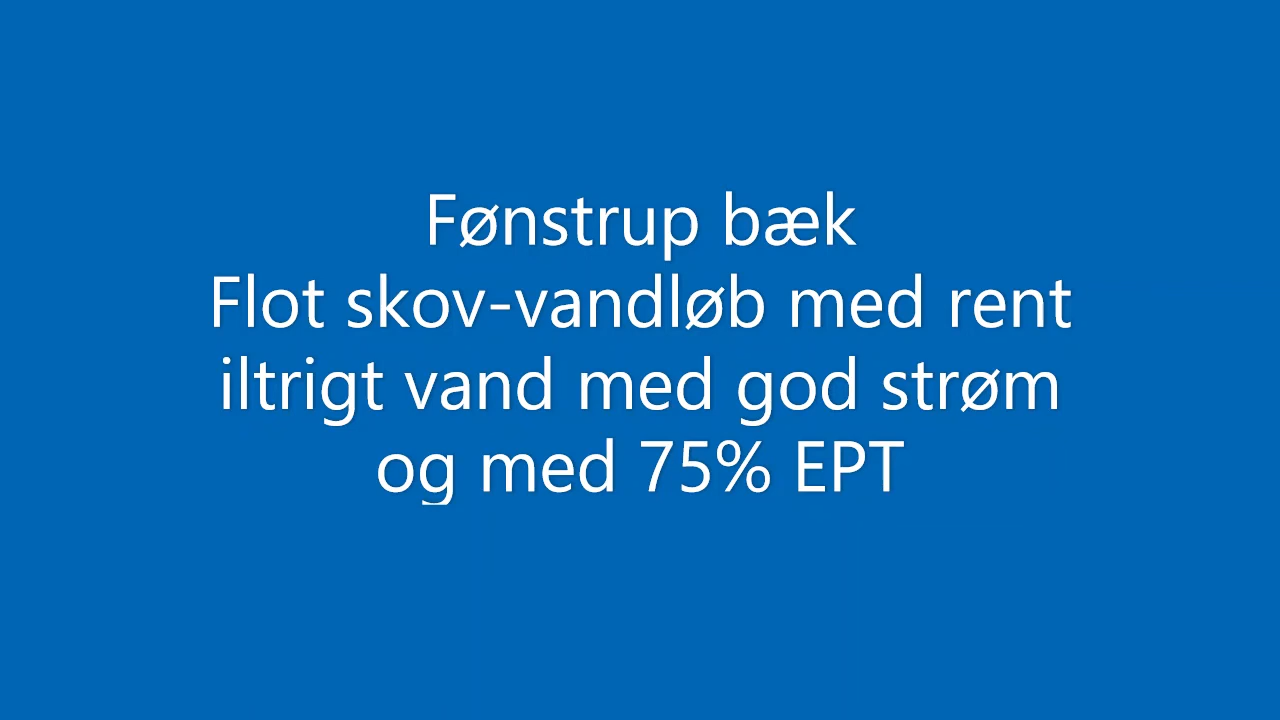 Fønstrup bæk
Flot skov-vandløb med rent
iltrigt vand med god strøm
og med 75% EPT